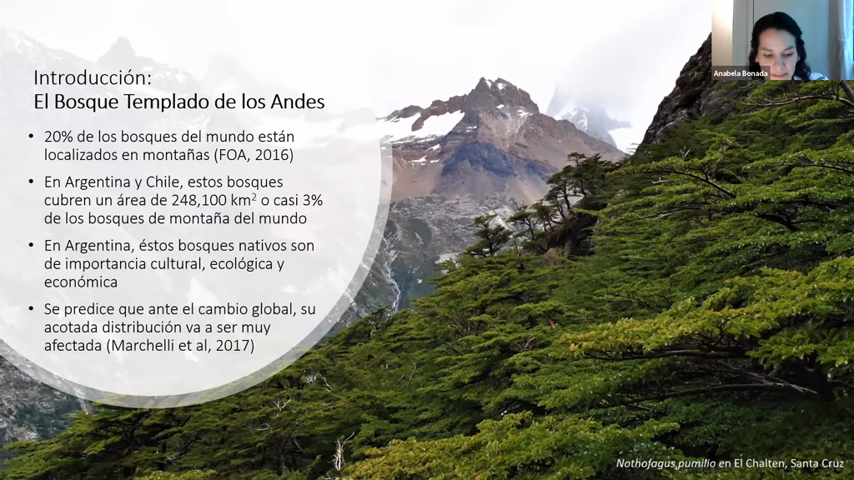 Anabela Bonada
Introducción:
El Bosque Templado de los Andes
• 20% de los bosques del mundo están
localizados en montañas (FOA, 2016)
• En Argentina y Chile, estos bosques
cubren un área de 248,100 km² o casi 3%
de los bosques de montaña del mundo
• En Argentina, éstos bosques nativos son
de importancia cultural, ecológica y
económica
• Se predice que ante el cambio global, su
acotada distribución va a ser muy
afectada (Marchelli et al, 2017)
Nothofagus pumilio en El Chalten, Santa Cruz